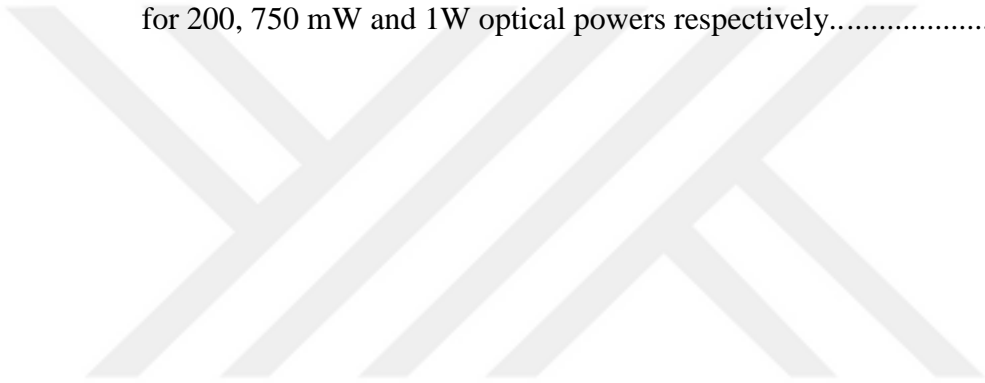 for 200, 750 mW and 1W optical powers respectively....................